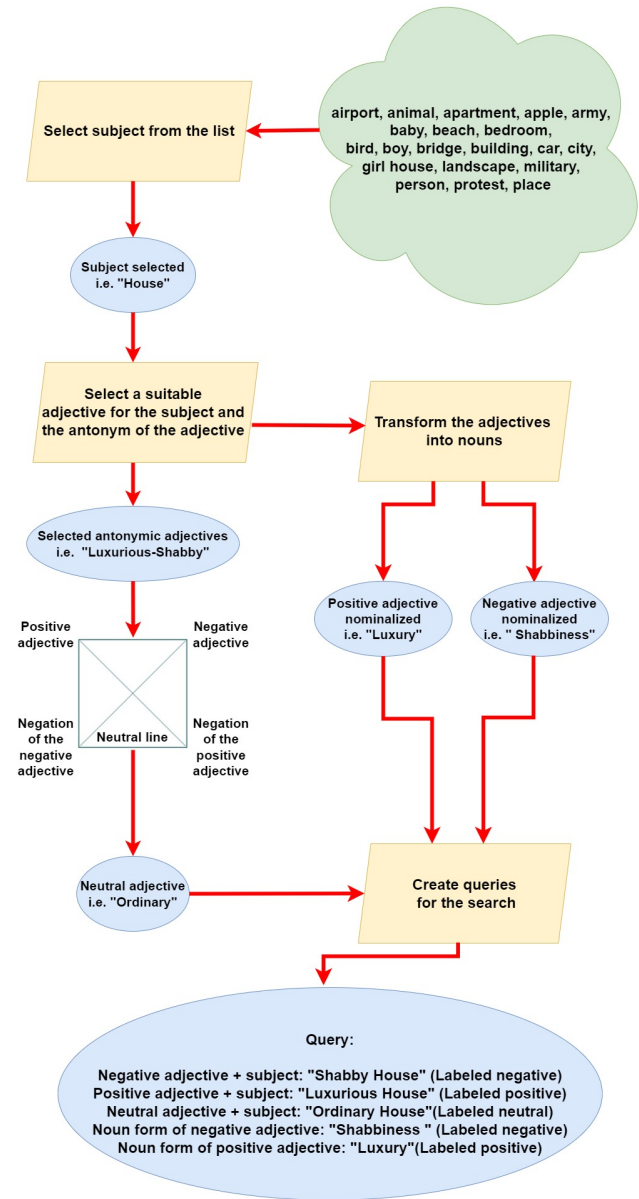 Select subject from the list
airport, animal, apartment, apple, army,
baby, beach, bedroom,
bird, boy, bridge, building, car, city,
girl house, landscape, military,
person, protest, place
Subject selected
i.e. "House"
Select a suitable
adjective for the subject and
the antonym of the adjective
Transform the adjectives
into nouns
Selected antonymic adjectives
i.e. "Luxurious-Shabby"
Positive adjective
nominalized
i.e. "Luxury"
Negative adjective
nominalized
i.e. " Shabbiness"
Positive
adjective
Negative
adjective
Negation
of the
negative
adjective
Neutral line
Negation
of the
positive
adjective
Neutral adjective
i.e. "Ordinary"
Create queries
for the search
Query:
Negative adjective + subject: "Shabby House" (Labeled negative)
Positive adjective + subject: "Luxurious House" (Labeled positive)
Neutral adjective + subject: "Ordinary House"(Labeled neutral)
Noun form of negative adjective: "Shabbiness " (Labeled negative)
Noun form of positive adjective: "Luxury"(Labeled positive)